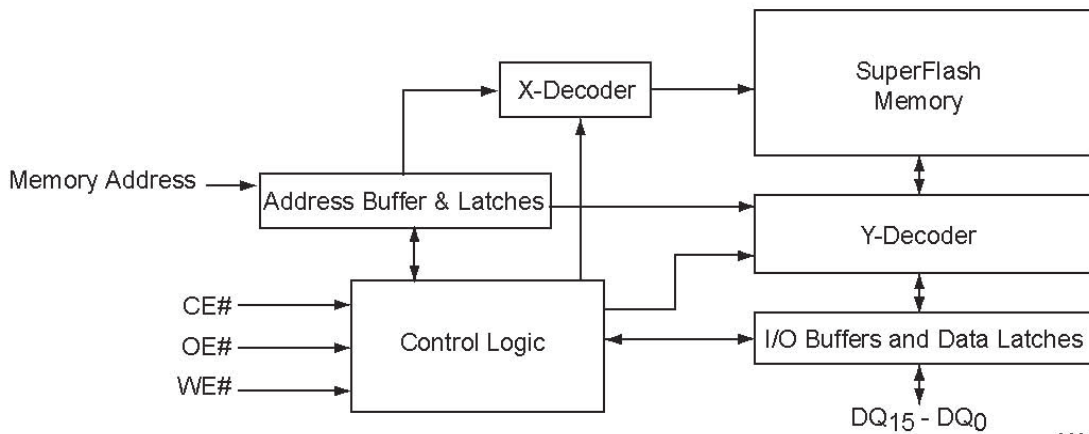 SuperFlash
Memory
X-Decoder
Memory Address
Address Buffer & Latches
Y-Decoder
CE#
OE#
WE#
Control Logic
I/O Buffers and Data Latches
DQ15 - DQ0